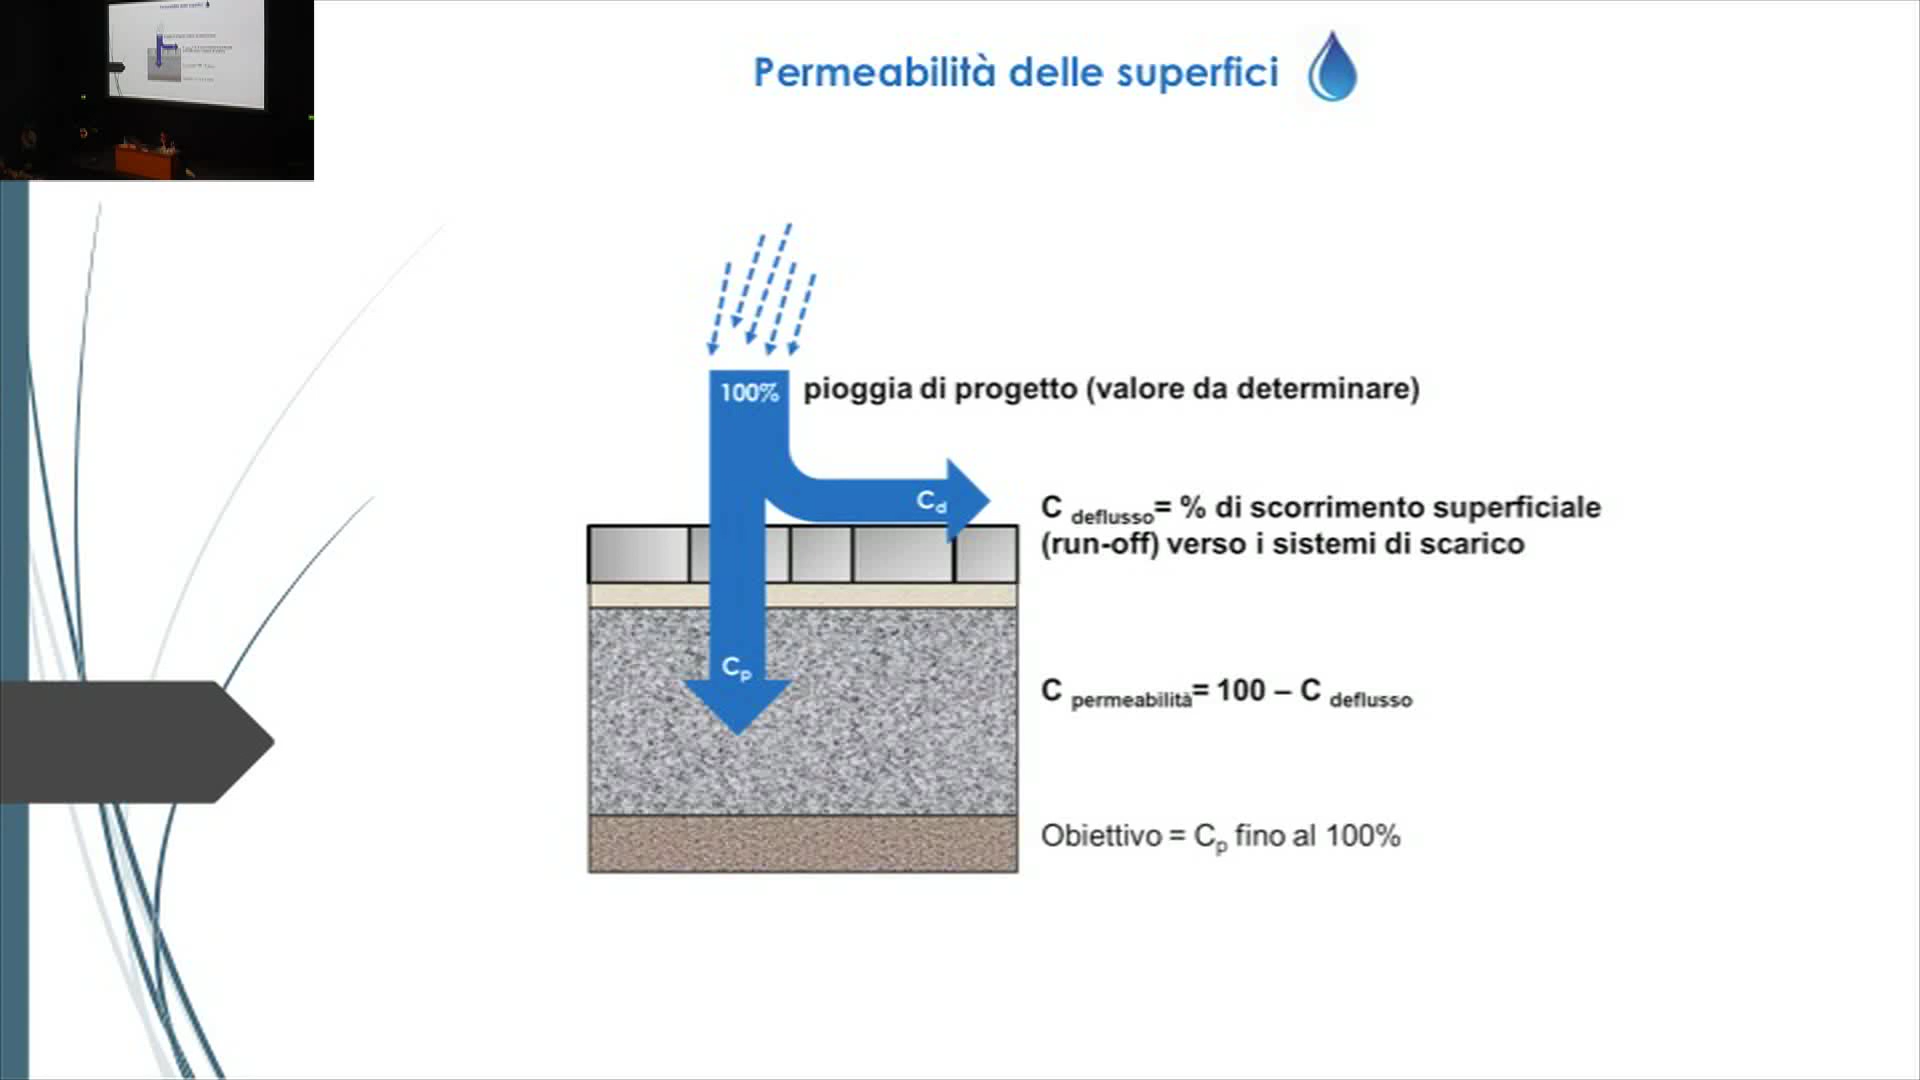 Permeabilità delle superfici
100% pioggia di progetto (valore da determinare)
Cd
C deflusso= % di scorrimento superficiale
(run-off) verso i sistemi di scarico
Cp
C permeabilità= 100 – C deflusso
Obiettivo = Cp fino al 100%